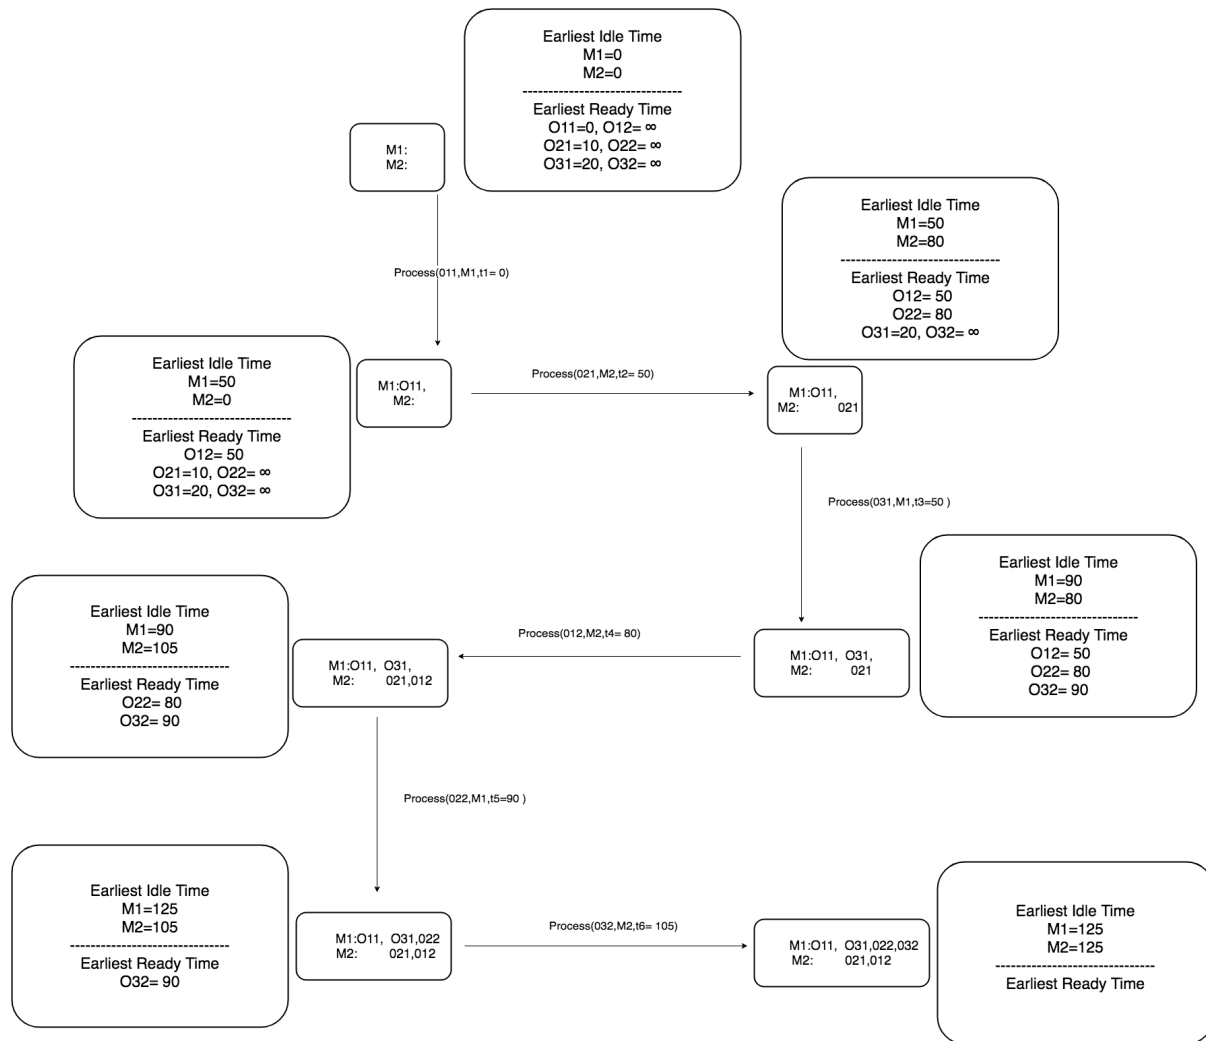 Earliest Idle Time
M1=0
M2=0
-------------------------------
Earliest Ready Time
O11=0, O12= ∞
O21=10, O22= ∞
O31=20, O32= ∞
M1:
M2:
Process(011,M1,t1= 0)
Earliest Idle Time
M1=50
M2=80
-------------------------------
Earliest Ready Time
O12= 50
O22= 80
O31=20, O32= ∞
Earliest Idle Time
M1=50
M2=0
-------------------------------
Earliest Ready Time
O12= 50
O21=10, O22= ∞
O31=20, O32= ∞
M1:O11,
M2:
Process(021,M2,t2= 50)
M1:O11,
M2: 021
Process(031,M1,t3=50 )
Earliest Idle Time
M1=90
M2=80
-------------------------------
Earliest Ready Time
O12= 50
O22= 80
O32= 90
M1:O11, O31,
M2: 021
Process(012,M2,t4= 80)
Earliest Idle Time
M1=90
M2=105
-------------------------------
Earliest Ready Time
O22= 80
O32= 90
M1:O11, O31,
M2: 021,012
Process(022,M1,t5=90 )
Earliest Idle Time
M1=125
M2=105
-------------------------------
Earliest Ready Time
O32= 90
M1:O11, O31,022
M2: 021,012
Process(032,M2,t6= 105)
M1:O11, O31,022,032
M2: 021,012
Earliest Idle Time
M1=125
M2=125
-------------------------------
Earliest Ready Time